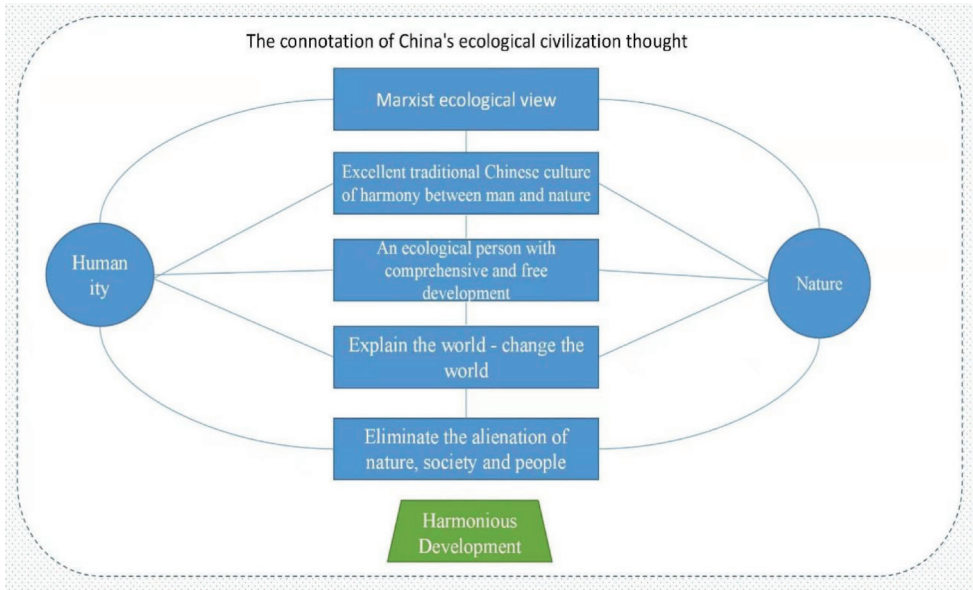 The connotation of China's ecological civilization thought
Marxist ecological view
Excellent traditional Chinese culture
of harmony between man and nature
An ecological person with
comprehensive and free
development
Human
ity
Nature
Explain the world - change the
world
Eliminate the alienation of
nature, society and people
Harmonious
Development